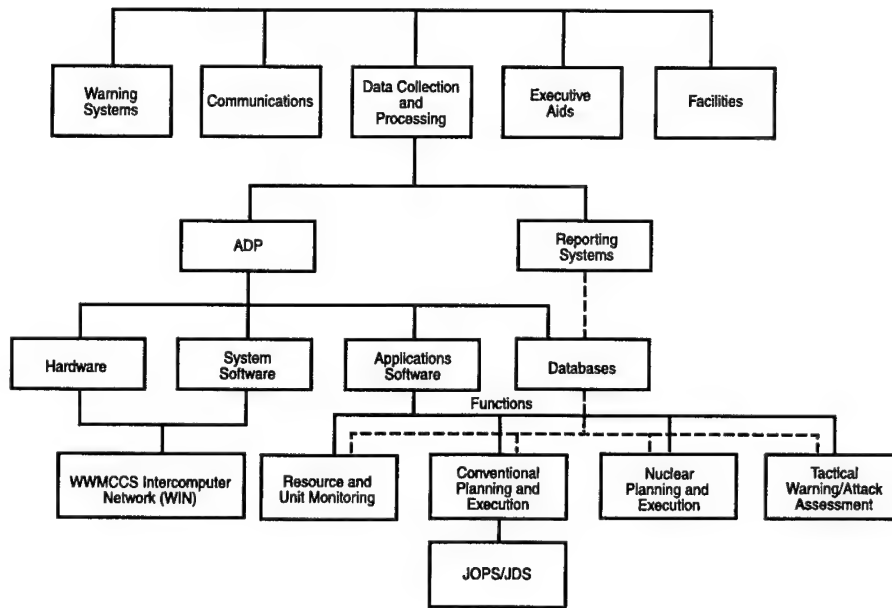 Warning
Systems
Communications
Data Collection
and
Processing
Executive
Aids
Facilities
ADP
Reporting
Systems
Hardware
System
Software
Applications
Software
Databases
Functions
WWMCCS Intercomputer
Network (WIN)
Resource and
Unit Monitoring
Conventional
Planning and
Execution
Nuclear
Planning and
Execution
Tactical
Warning/Attack
Assessment
JOPS/JDS